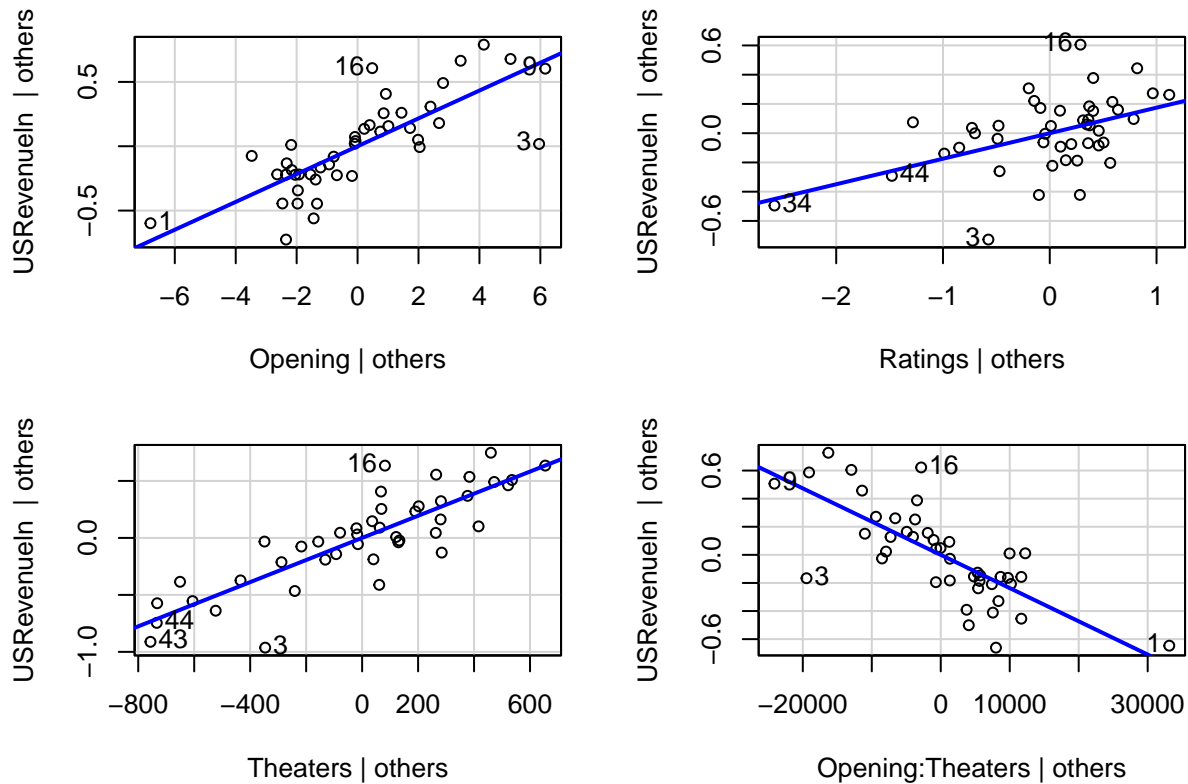 USRevenueln | others
0.5
−0.5
16
9
3
1
−6 −4 −2 0 2 4 6
Opening | others
USRevenueln | others
0.6
0.0
−0.6
16
44
34
3
−2 −1 0 1
Ratings | others
USRevenueln | others
0.0
−1.0
16
44
43
3
−800 −400 0 200 600
Theaters | others
USRevenueln | others
0.6
0.0
−0.6
9
16
3
1
−20000 0 10000 30000
Opening:Theaters | others